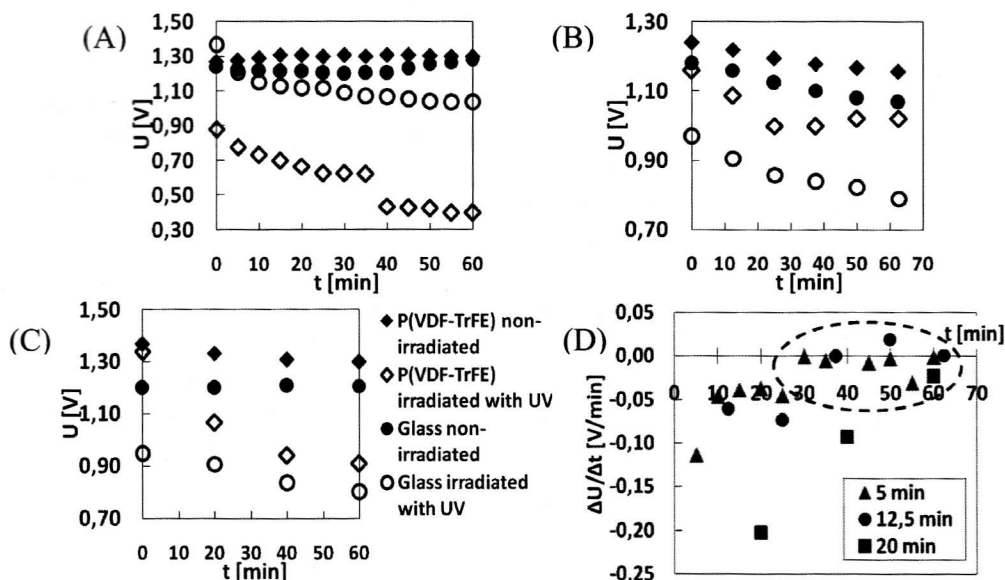 (A)
1,50
1,30
1,10
0,90
0,70
0,50
0,30
U [V]
0 10 20 30 40 50 60
t [min]
(B)
1,30
1,10
0,90
0,70
U [V]
0 10 20 30 40 50 60 70
t [min]
(C)
1,50
1,30
1,10
0,90
0,70
U [V]
0 20 40 60
t [min]
P(VDF-TrFE) non-
irradiated
P(VDF-TrFE)
irradiated with UV
Glass non-
irradiated
Glass irradiated
with UV
(D)
0,05
0,00
-0,05
-0,10
-0,15
-0,20
-0,25
ΔU/Δt [V/min]
t [min]
0 10 20 30 40 50 60 70
5 min
12,5 min
20 min